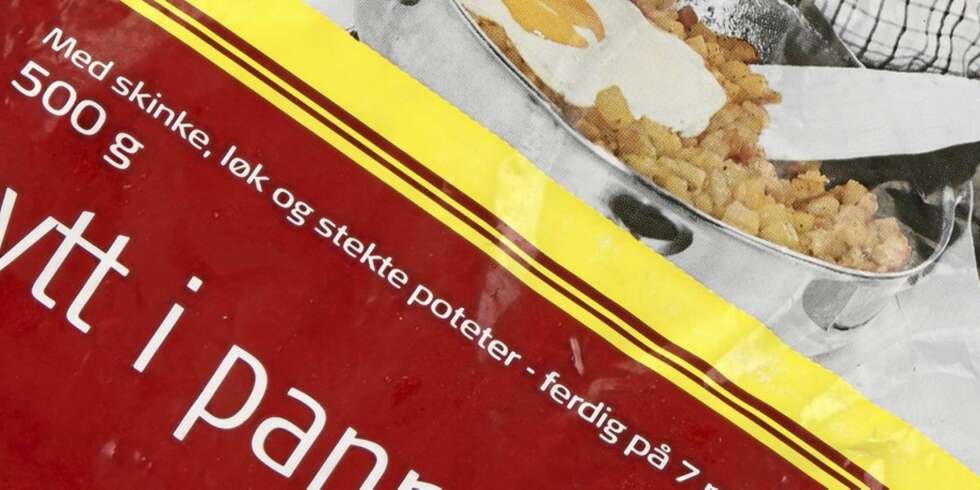 Med skinke, løk og stekte poteter - ferdig på 7
500 g
ytt i pan